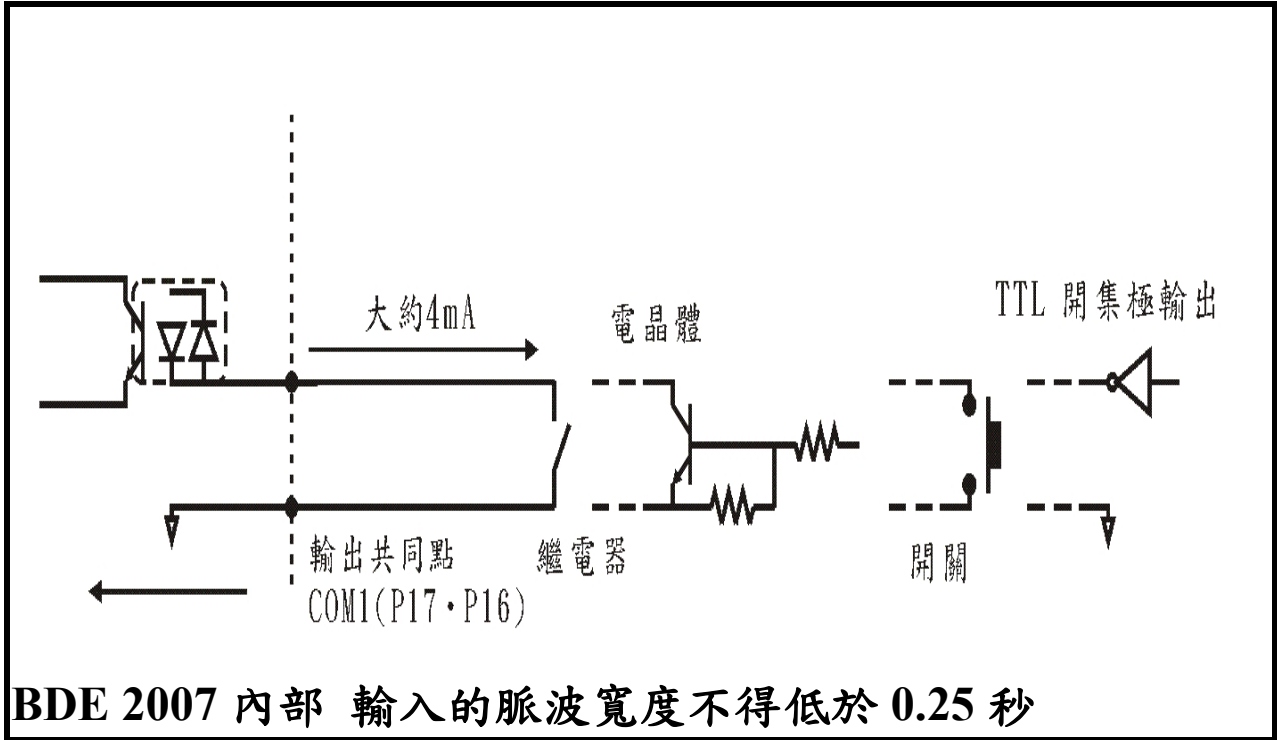 大約4mA
電晶體
TTL 開集極輸出
輸出共同點
COM1(P17·P16)
繼電器
開關
BDE 2007 內部 輸入的脈波寬度不得低於 0.25 秒